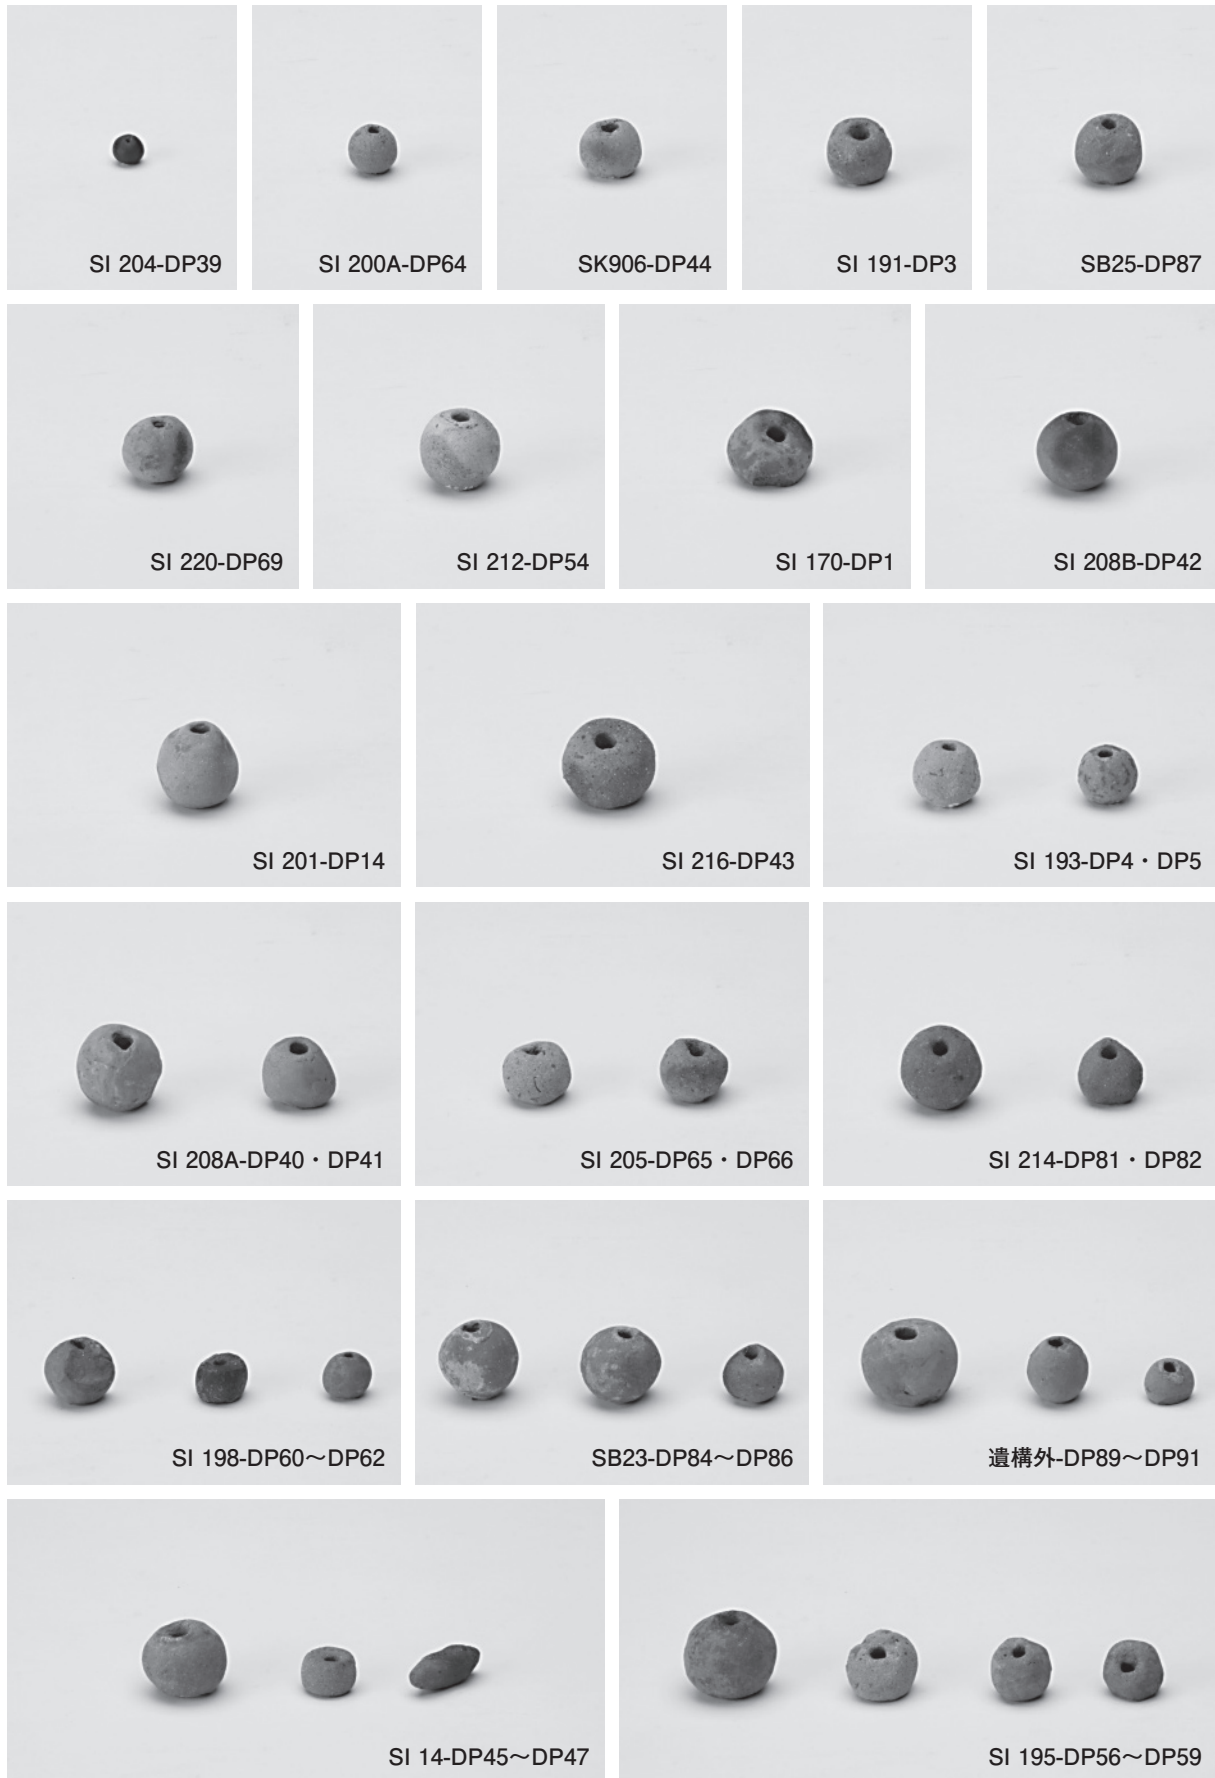 SI 204-DP39
SI 200A-DP64
SK906-DP44
SI 191-DP3
SB25-DP87
SI 220-DP69
SI 212-DP54
SI 170-DP1
SI 208B-DP42
SI 201-DP14
SI 216-DP43
SI 193-DP4・DP5
SI 208A-DP40・DP41
SI 205-DP65・DP66
SI 214-DP81・DP82
SI 198-DP60～DP62
SB23-DP84～DP86
遺構外-DP89～DP91
SI 14-DP45～DP47
SI 195-DP56～DP59